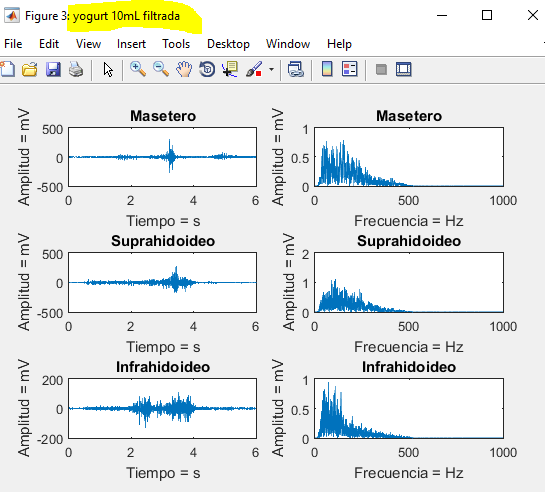 Figure 3: yogurt 10mL filtrada
File Edit View Insert Tools Desktop Window Help
Masetero
Amplitud = mV
500
0
-500
0 2 4 6
Tiempo = s
Masetero
Amplitud = mV
1
0.5
0
0 500 1000
Frecuencia = Hz
Suprahidoideo
Amplitud = mV
500
0
-500
0 2 4 6
Tiempo = s
Suprahidoideo
Amplitud = mV
2
1
0
0 500 1000
Frecuencia = Hz
Infrahidoideo
Amplitud = mV
200
0
-200
0 2 4 6
Tiempo = s
Infrahidoideo
Amplitud = mV
1
0.5
0
0 500 1000
Frecuencia = Hz